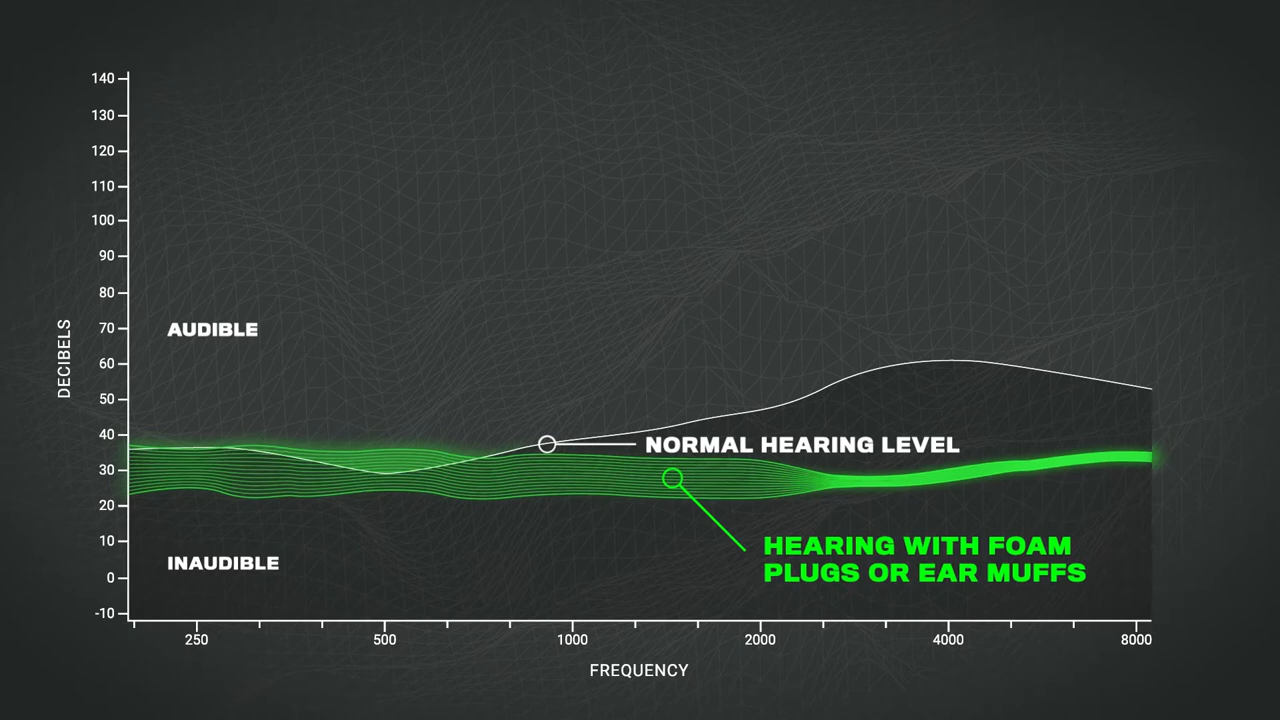 140
130
120
110
100
90
80
70
60
50
40
30
20
10
0
-10
DECIBELS
AUDIBLE
INAUDIBLE
NORMAL HEARING LEVEL
HEARING WITH FOAM
PLUGS OR EAR MUFFS
250 500 1000 2000 4000 8000
FREQUENCY